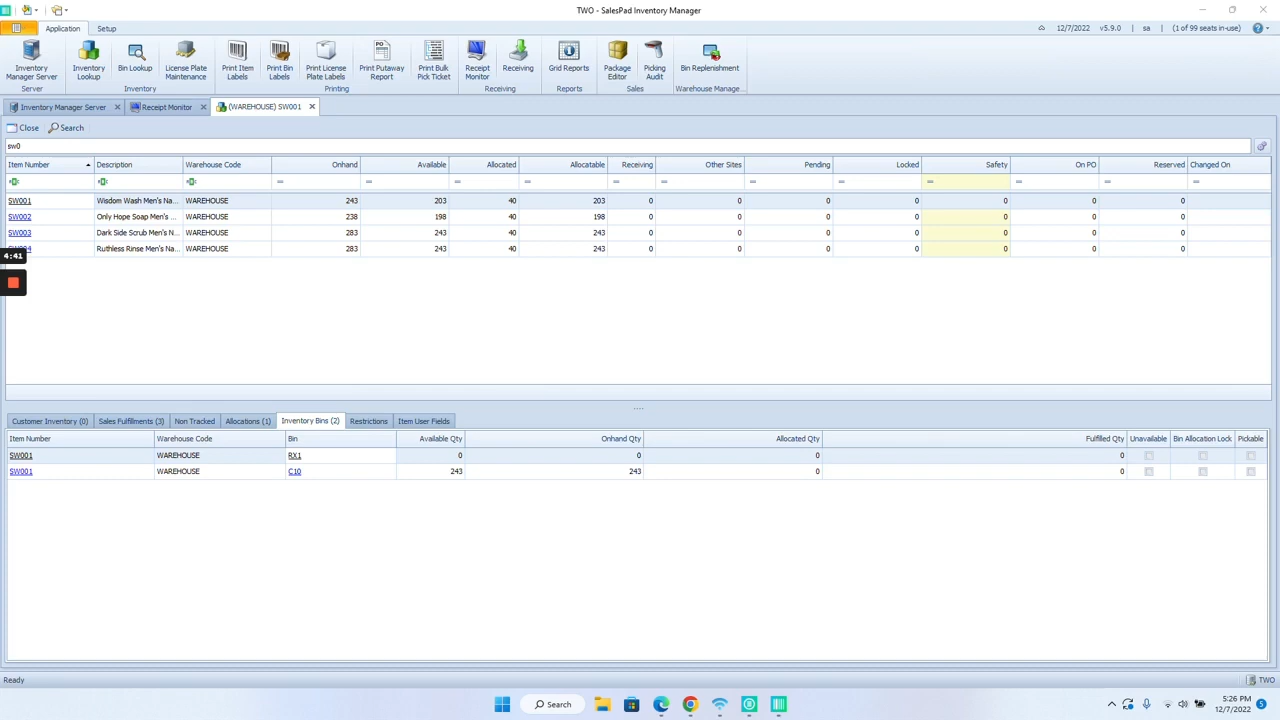 TWO - SalesPad Inventory Manager
Application Setup 12/7/2022 v5.9.0 sa (1 of 99 seats in-use)
Inventory Manager Server Inventory Lookup Bin Lookup License Plate Maintenance Print Item Labels Print Bin Labels Print License Plate Labels Print Putaway Report Print Bulk Pick Ticket Receipt Monitor Receiving Grid Reports Package Editor Picking Audit Bin Replenishment
Server Inventory Printing Receiving Reports Sales Warehouse Manage...
Inventory Manager Server Receipt Monitor (WAREHOUSE) SW001
Close Search
sw0
Item Number Description Warehouse Code Onhand Available Allocated Allocatable Receiving Other Sites Pending Locked Safety On PO Reserved Changed On
= = = = = = = = = = = =
SW001 Wisdom Wash Men's Na... WAREHOUSE 243 203 40 203 0 0 0 0 0 0 0
SW002 Only Hope Soap Men's ... WAREHOUSE 238 198 40 198 0 0 0 0 0 0 0
SW003 Dark Side Scrub Men's N... WAREHOUSE 283 243 40 243 0 0 0 0 0 0 0
Ruthless Rinse Men's Na... WAREHOUSE 283 243 40 243 0 0 0 0 0 0 0
4:41
Customer Inventory (0) Sales Fulfillments (3) Non Tracked Allocations (1) Inventory Bins (2) Restrictions Item User Fields
Item Number Warehouse Code Bin Available Qty Onhand Qty Allocated Qty Fulfilled Qty Unavailable Bin Allocation Lock Pickable
SW001 WAREHOUSE RX1 0 0 0 0
SW001 WAREHOUSE C10 243 243 0 0
Ready TWO
Search 5:26 PM
12/7/2022